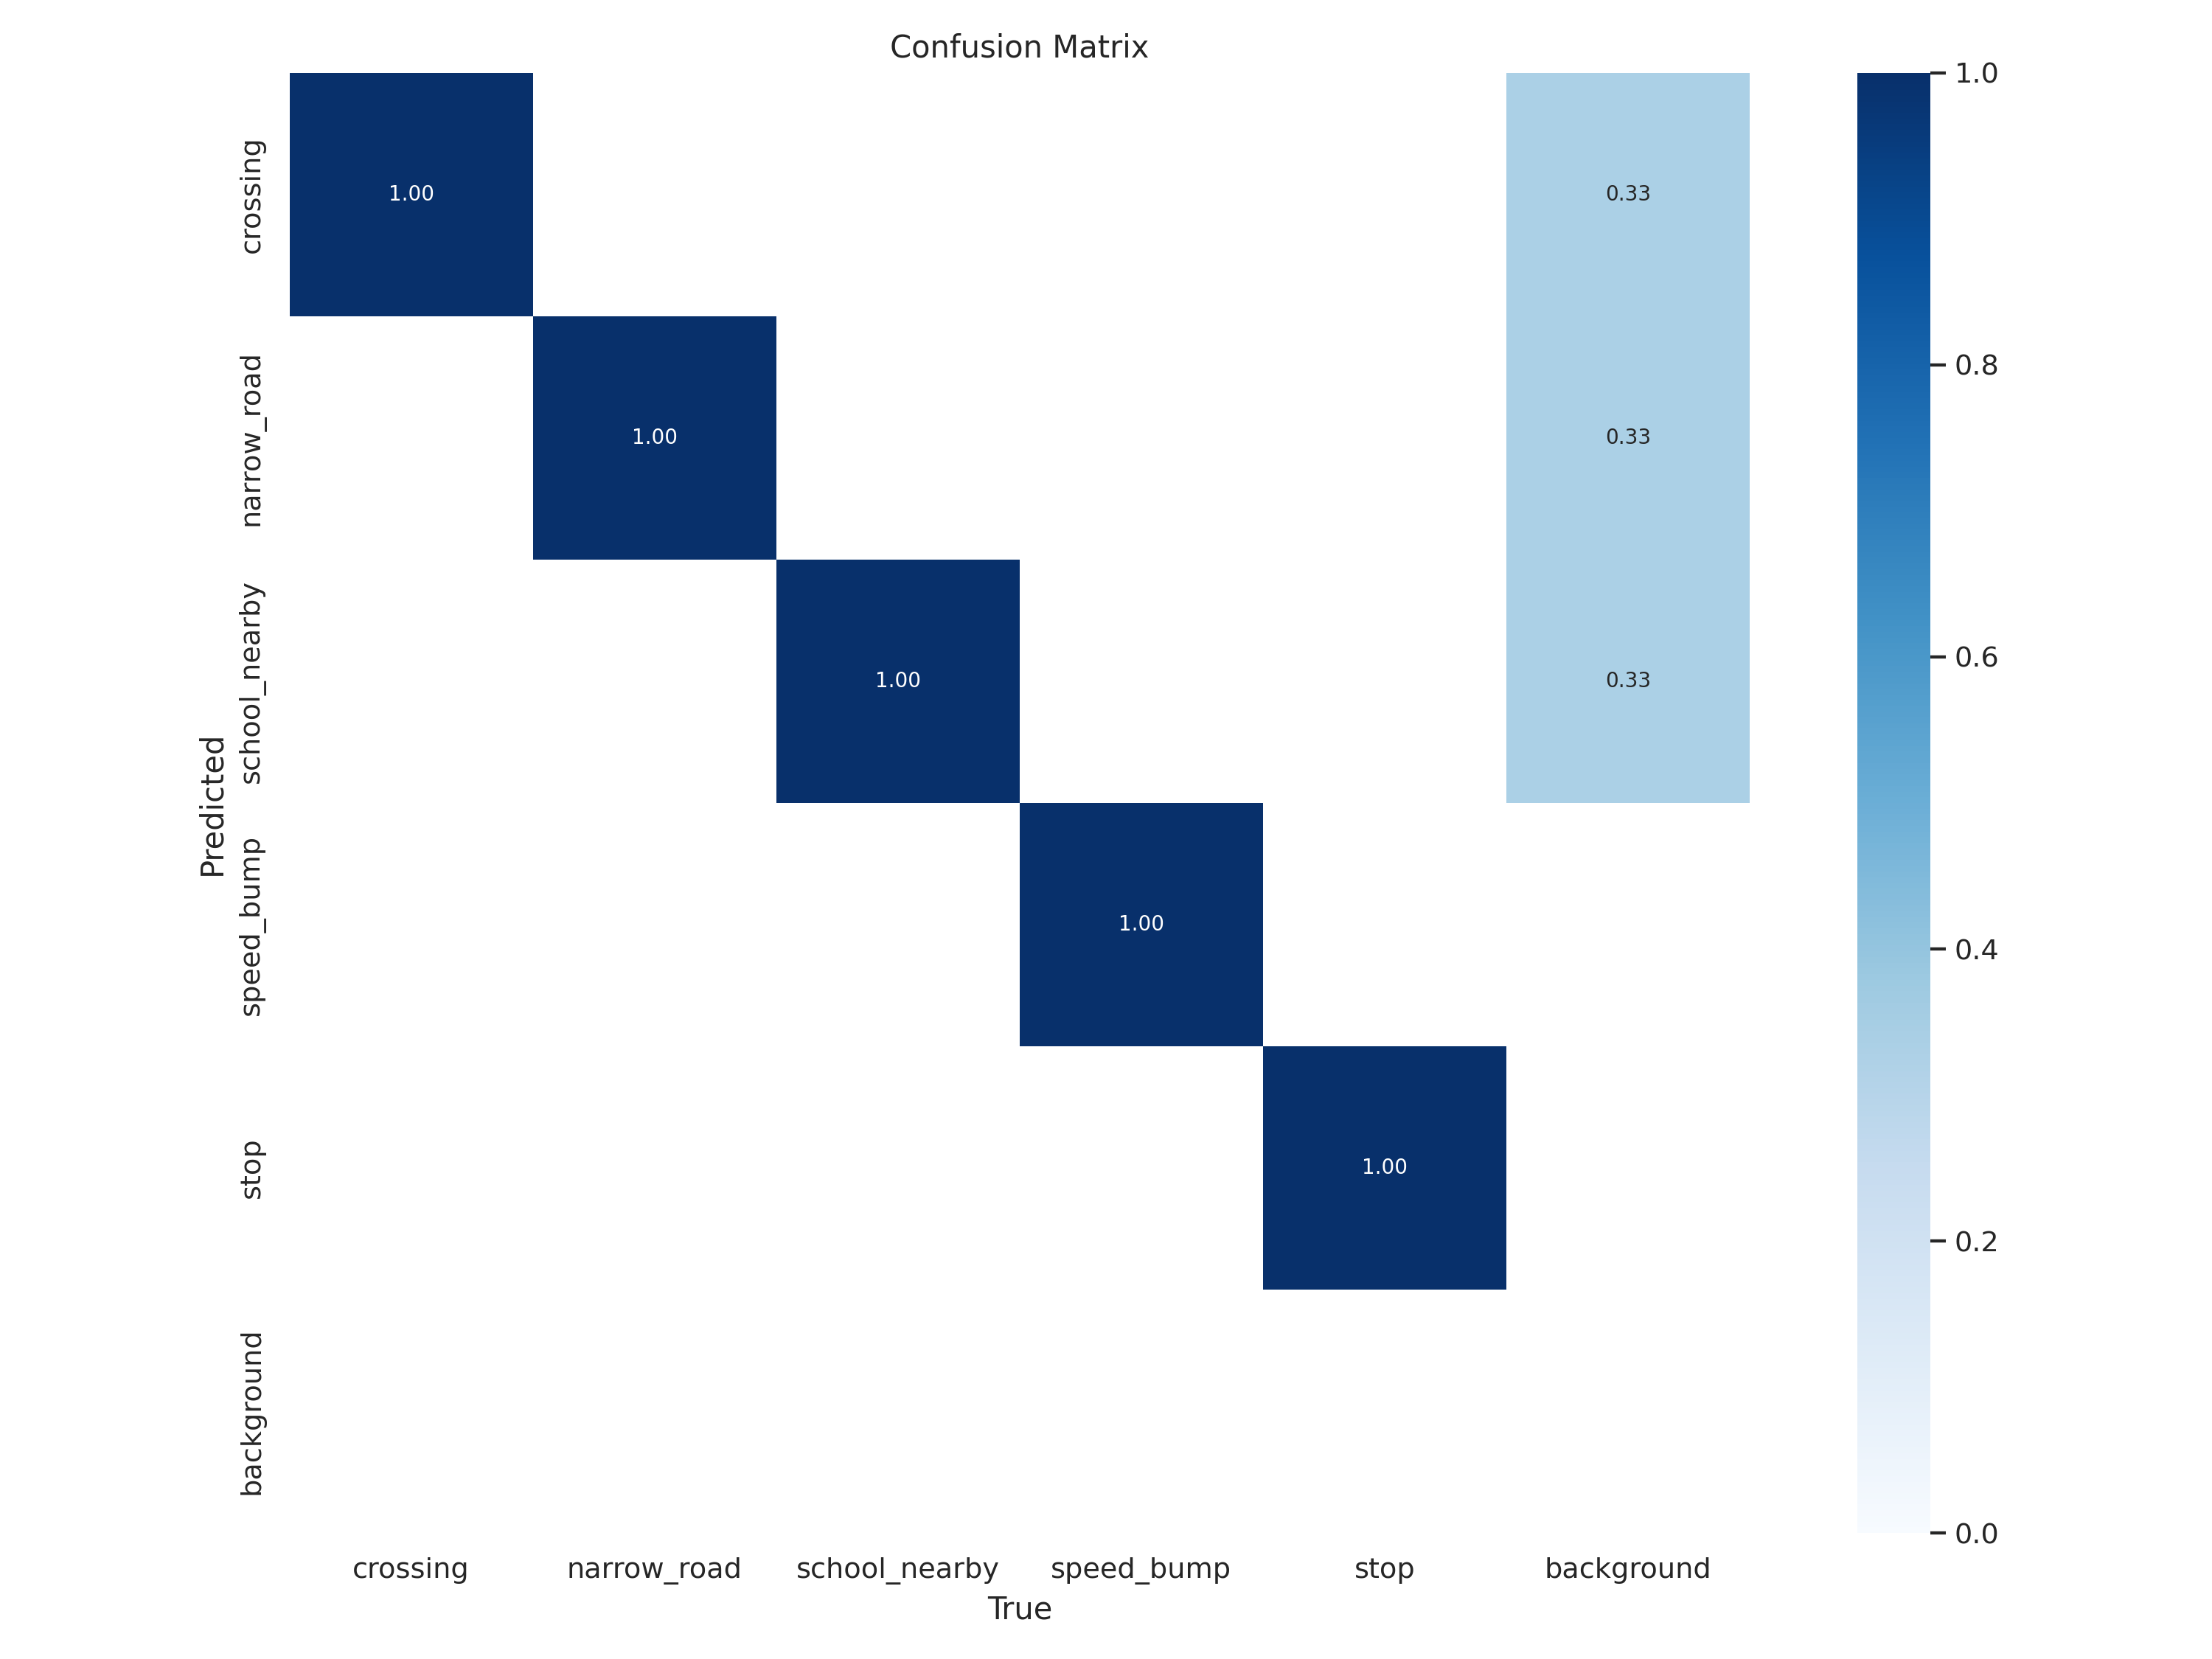 Confusion Matrix
1.0
crossing
1.00
0.33
0.8
narrow_road
1.00
0.33
0.6
school_nearby
1.00
0.33
Predicted
speed_bump
1.00
0.4
stop
1.00
0.2
background
0.0
crossing narrow_road school_nearby speed_bump stop background
True